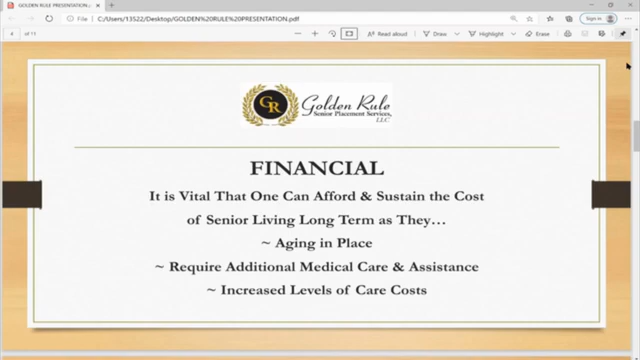 GOLDEN RULE PRESENTATION.pdf
C:/Users/13522/Desktop/GOLDEN%20RULE%20PRESENTATION.pdf
Sign in
of 11
Read aloud
Draw
Highlight
Erase
GR
Golden Rule
Senior Placement Services,
LLC
FINANCIAL
It is Vital That One Can Afford & Sustain the Cost
of Senior Living Long Term as They…
~ Aging in Place
~ Require Additional Medical Care & Assistance
~ Increased Levels of Care Costs